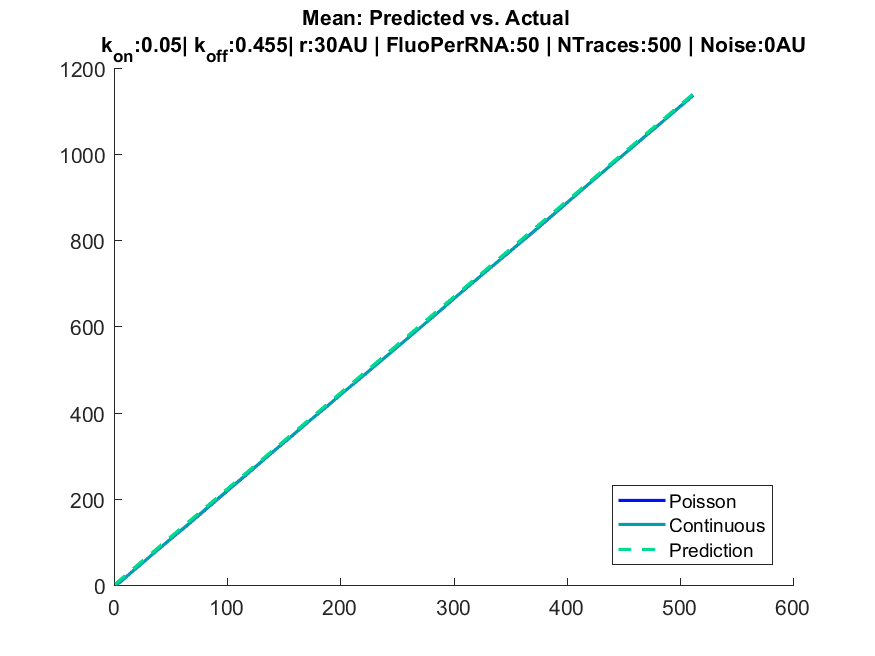 Mean: Predicted vs. Actual
k_on:0.05| k_off:0.455| r:30AU | FluoPerRNA:50 | NTraces:500 | Noise:0AU
1200
1000
800
600
400
200
0
Poisson
Continuous
Prediction
0 100 200 300 400 500 600